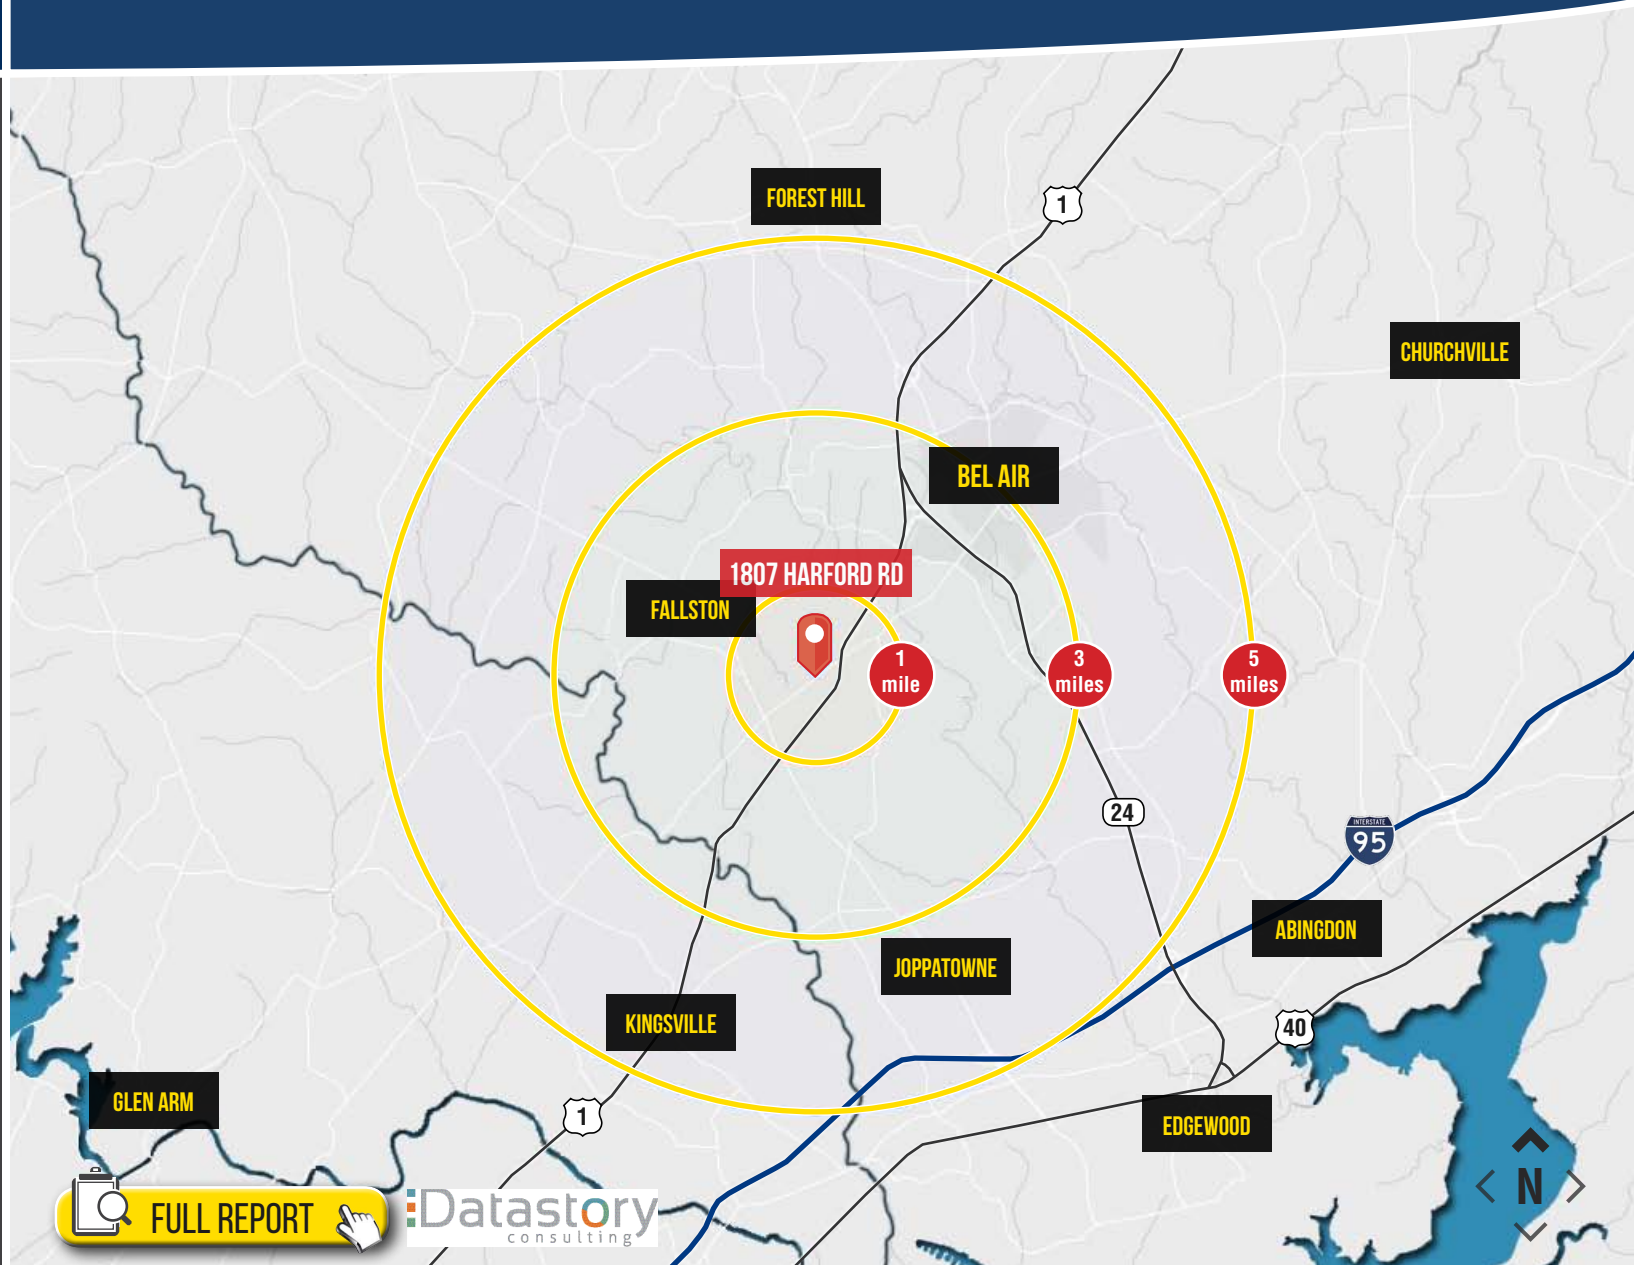 FOREST HILL
1
CHURCHVILLE
BEL AIR
1807 HARFORD RD
FALLSTON
1
mile
3
miles
5
miles
24
INTERSTATE
95
ABINGDON
JOPPATOWNE
KINGSVILLE
40
GLEN ARM
1
EDGEWOOD
N
FULL REPORT
Datastory
consulting